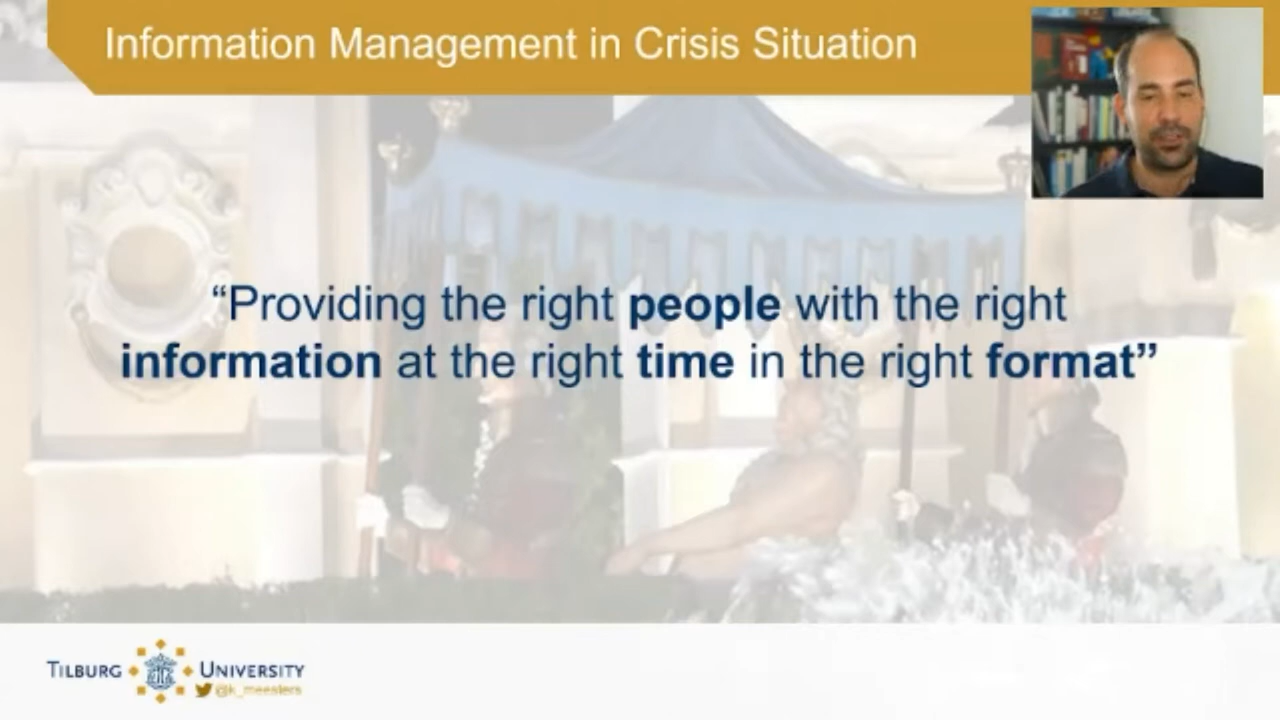 Information Management in Crisis Situation
“Providing the right people with the right
information at the right time in the right format”
TILBURG UNIVERSITY
@k_meesters